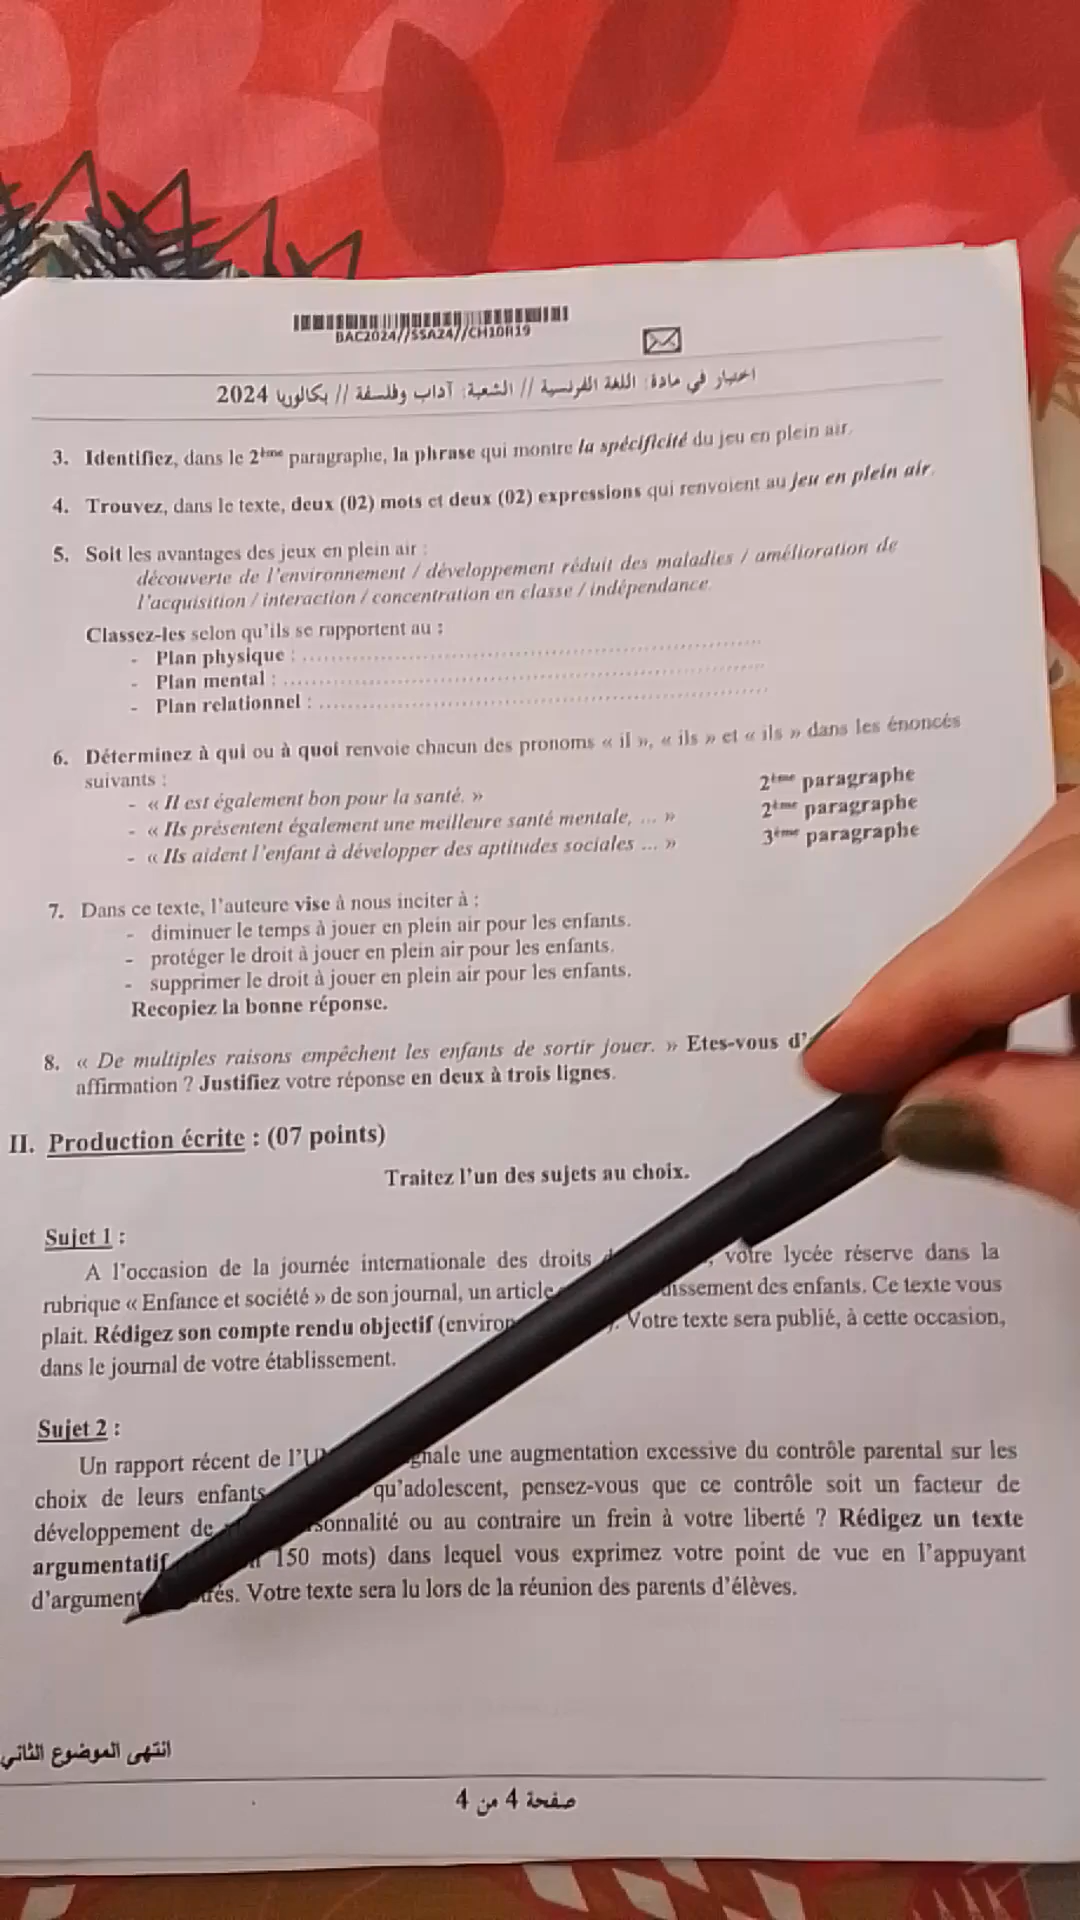 BAC2024//SSA24//CH10R19
اختبار في مادة: اللغة الفرنسية // الشعبة: آداب وفلسفة // بكالوريا 2024
3. Identifiez, dans le 2ème paragraphe, la phrase qui montre la spécificité du jeu en plein air.
4. Trouvez, dans le texte, deux (02) mots et deux (02) expressions qui renvoient au jeu en plein air.
5. Soit les avantages des jeux en plein air :
découverte de l'environnement / développement réduit des maladies / amélioration de
l'acquisition / interaction / concentration en classe / indépendance.
Classez-les selon qu'ils se rapportent au :
- Plan physique : ........................................
- Plan mental : ........................................
- Plan relationnel : ........................................
6. Déterminez à qui ou à quoi renvoie chacun des pronoms « il », « ils » et « ils » dans les énoncés
suivants :
- « Il est également bon pour la santé. » 2ème paragraphe
- « Ils présentent également une meilleure santé mentale, ... » 2ème paragraphe
- « Ils aident l'enfant à développer des aptitudes sociales ... » 3ème paragraphe
7. Dans ce texte, l'auteure vise à nous inciter à :
- diminuer le temps à jouer en plein air pour les enfants.
- protéger le droit à jouer en plein air pour les enfants.
- supprimer le droit à jouer en plein air pour les enfants.
Recopiez la bonne réponse.
8. « De multiples raisons empêchent les enfants de sortir jouer. » Etes-vous
affirmation ? Justifiez votre réponse en deux à trois lignes.
II. Production écrite : (07 points)
Traitez l'un des sujets au choix.
Sujet 1 :
A l'occasion de la journée internationale des droits votre lycée réserve dans la
rubrique « Enfance et société » de son journal, un article des enfants. Ce texte vous
plait. Rédigez son compte rendu objectif Votre texte sera publié, à cette occasion,
dans le journal de votre établissement.
Sujet 2 :
Un rapport récent de une augmentation excessive du contrôle parental sur les
choix de leurs enfants qu'adolescent, pensez-vous que ce contrôle soit un facteur de
développement de ou au contraire un frein à votre liberté ? Rédigez un texte
argumentatif 150 mots) dans lequel vous exprimez votre point de vue en l'appuyant
Votre texte sera lu lors de la réunion des parents d'élèves.
انتهى الموضوع الثاني
صفحة 4 من 4